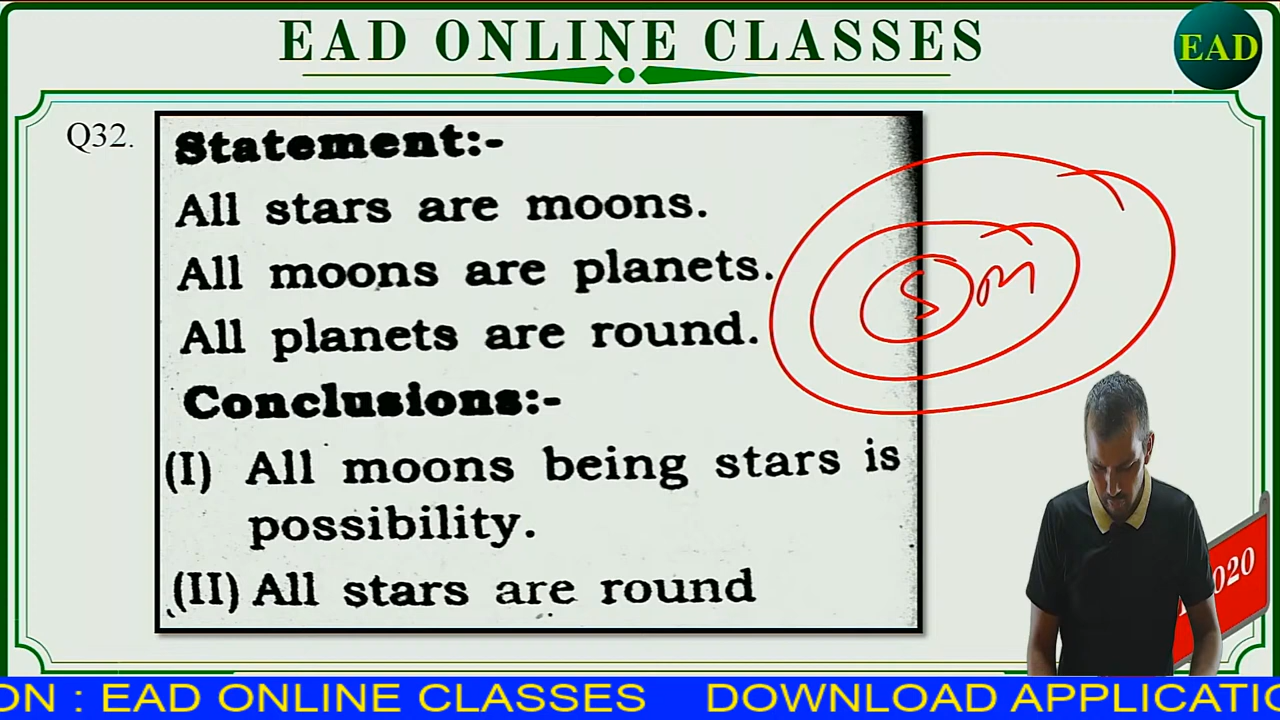 EAD ONLINE CLASSES
EAD
Q32.
Statement:-
All stars are moons.
All moons are planets.
All planets are round.
Conclusions:-
(I) All moons being stars is
possibility.
(II) All stars are round
S m
020
ON : EAD ONLINE CLASSES DOWNLOAD APPLICATIO